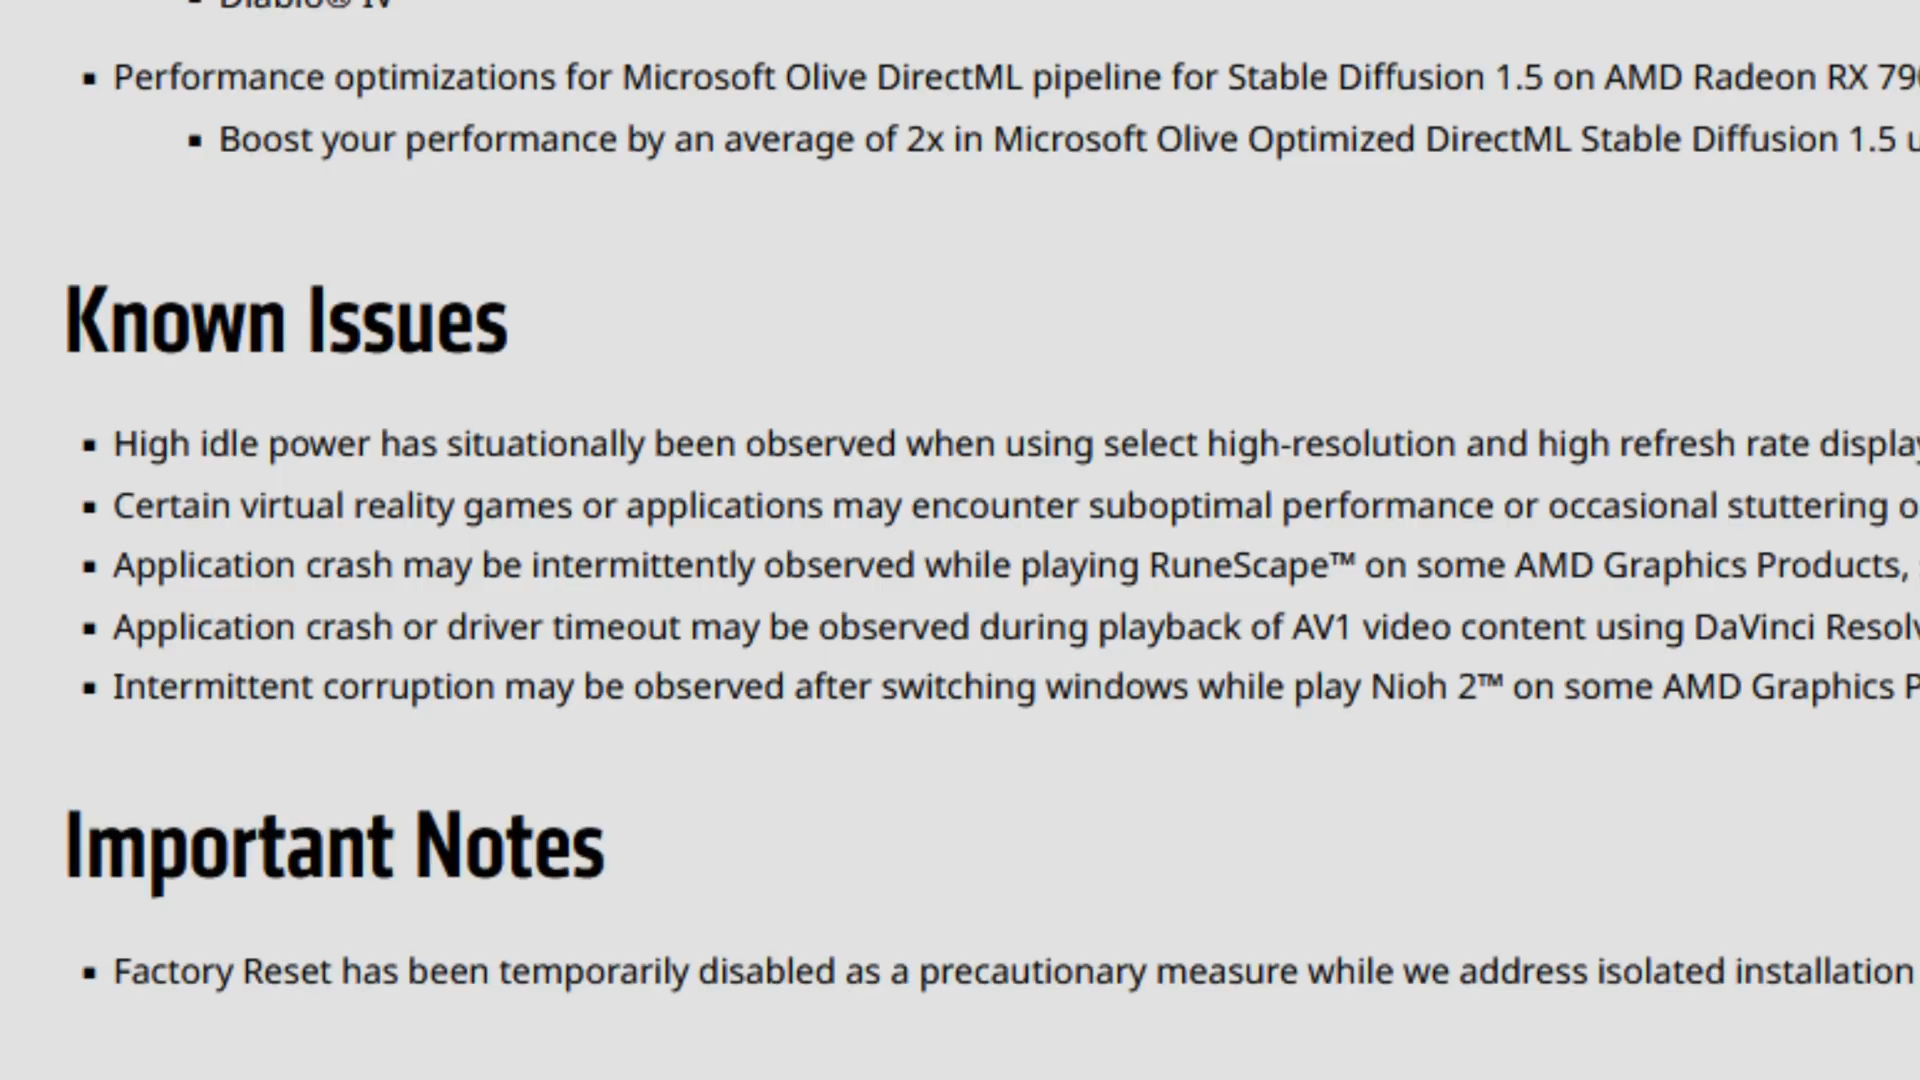 Diablo® IV
Performance optimizations for Microsoft Olive DirectML pipeline for Stable Diffusion 1.5 on AMD Radeon RX
Boost your performance by an average of 2x in Microsoft Olive Optimized DirectML Stable Diffusion 1.5
Known Issues
High idle power has situationally been observed when using select high-resolution and high refresh rate
Certain virtual reality games or applications may encounter suboptimal performance or occasional stuttering
Application crash may be intermittently observed while playing RuneScape™ on some AMD Graphics Products,
Application crash or driver timeout may be observed during playback of AV1 video content using DaVinci
Intermittent corruption may be observed after switching windows while play Nioh 2™ on some AMD Graphics
Important Notes
Factory Reset has been temporarily disabled as a precautionary measure while we address isolated installation